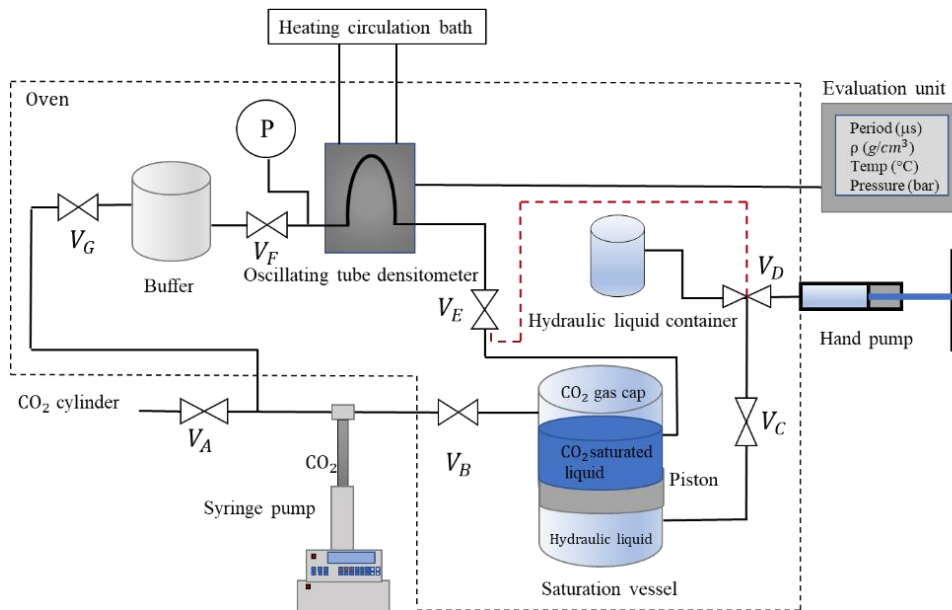 Heating circulation bath
Oven
Evaluation unit
Period (μs)
ρ (g/cm³)
Temp (°C)
Pressure (bar)
P
V_G
V_F
Buffer
Oscillating tube densitometer
V_E
V_D
Hydraulic liquid container
Hand pump
CO₂ cylinder
V_A
V_B
V_C
CO₂ gas cap
CO₂ saturated
liquid
Piston
CO₂
Syringe pump
Hydraulic liquid
Saturation vessel